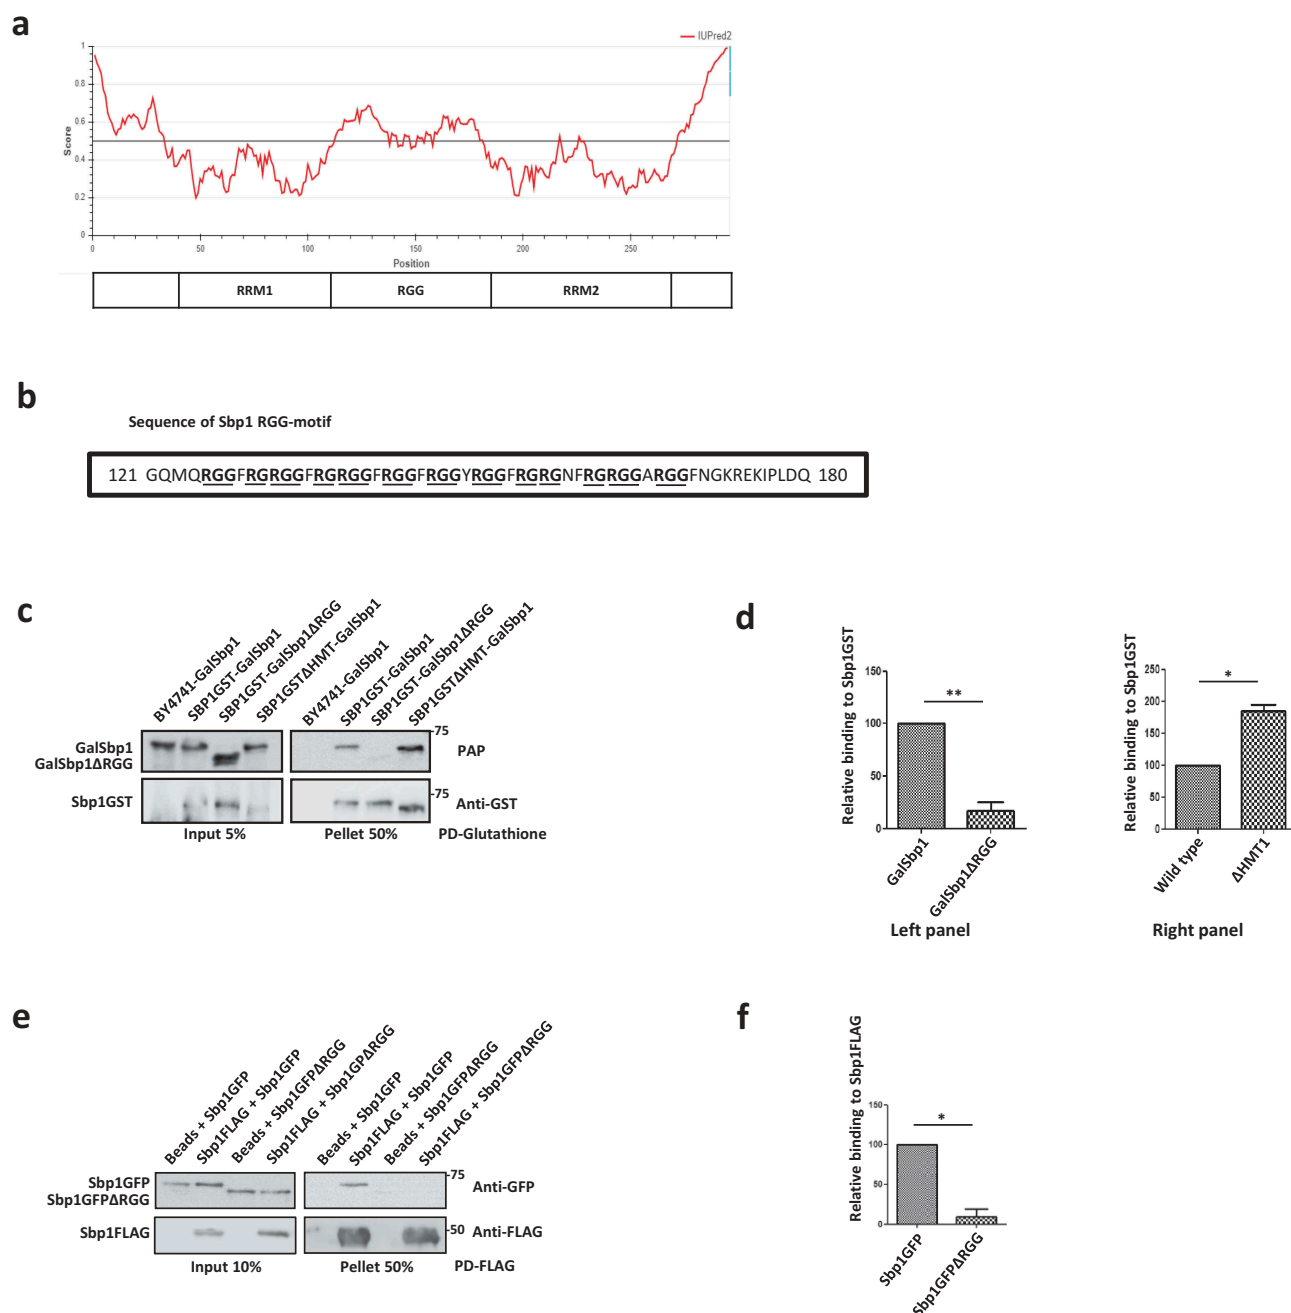 a
IUPred2
1
0.8
0.6
0.4
0.2
0
Score
0 50 100 150 200 250
Position
RRM1 RGG RRM2
b
Sequence of Sbp1 RGG-motif
121 GQMQRGGFRGRGGFRGRGGFRGGFRGGYRGGFRGRGNFRGRGGARGGFNGKREKIPLDQ 180
c
BY4741-GalSbp1
SBP1GST-GalSbp1
SBP1GST-GalSbp1ΔRGG
SBP1GSTΔHMT-GalSbp1
BY4741-GalSbp1
SBP1GST-GalSbp1
SBP1GST-GalSbp1ΔRGG
SBP1GSTΔHMT-GalSbp1
GalSbp1
GalSbp1ΔRGG
-75
PAP
Sbp1GST
-75
Anti-GST
Input 5% Pellet 50% PD-Glutathione
d
Relative binding to Sbp1GST
150
100
50
0
**
GalSbp1
GalSbp1ΔRGG
Left panel
Relative binding to Sbp1GST
250
200
150
100
50
0
*
Wild type
ΔHMT1
Right panel
e
Beads + Sbp1GFP
Sbp1FLAG + Sbp1GFP
Beads + Sbp1GFPΔRGG
Sbp1FLAG + Sbp1GPΔRGG
Beads + Sbp1GFP
Sbp1FLAG + Sbp1GFP
Beads + Sbp1GFPΔRGG
Sbp1FLAG + Sbp1GFPΔRGG
Sbp1GFP
Sbp1GFPΔRGG
-75
Anti-GFP
Sbp1FLAG
-50
Anti-FLAG
Input 10% Pellet 50% PD-FLAG
f
Relative binding to Sbp1FLAG
150
100
50
0
*
Sbp1GFP
Sbp1GFPΔRGG